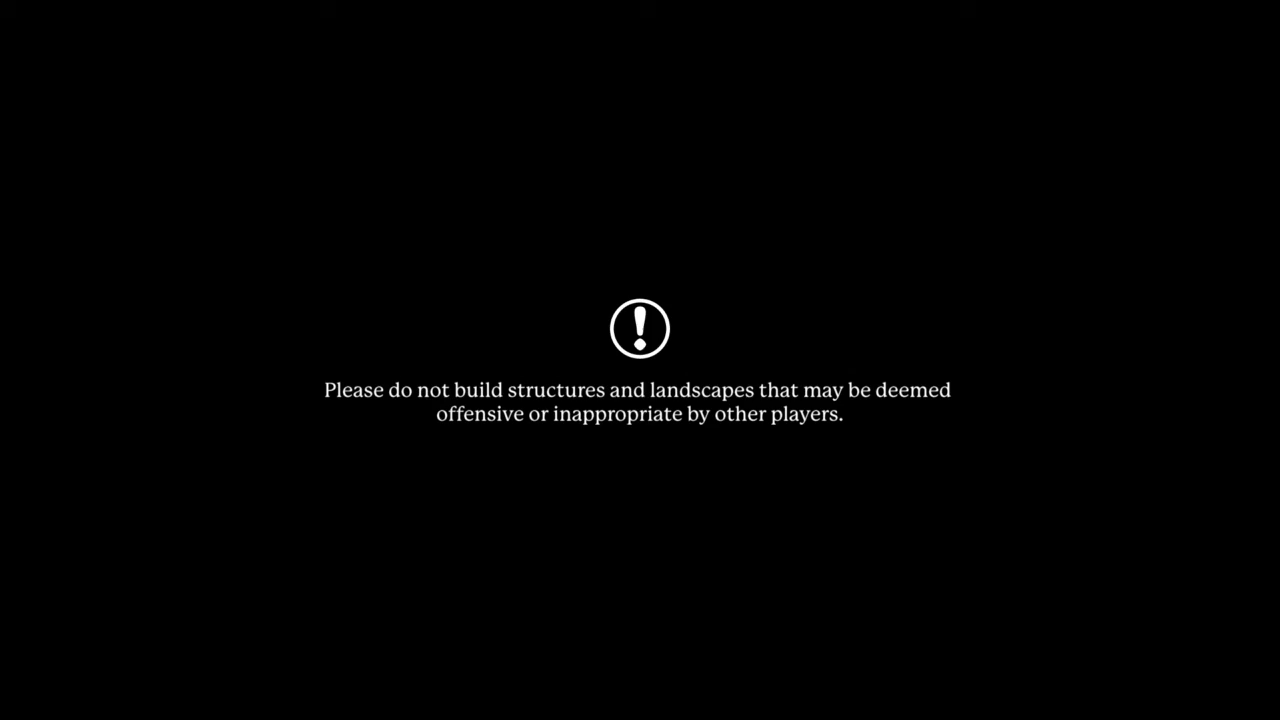 Please do not build structures and landscapes that may be deemed
offensive or inappropriate by other players.